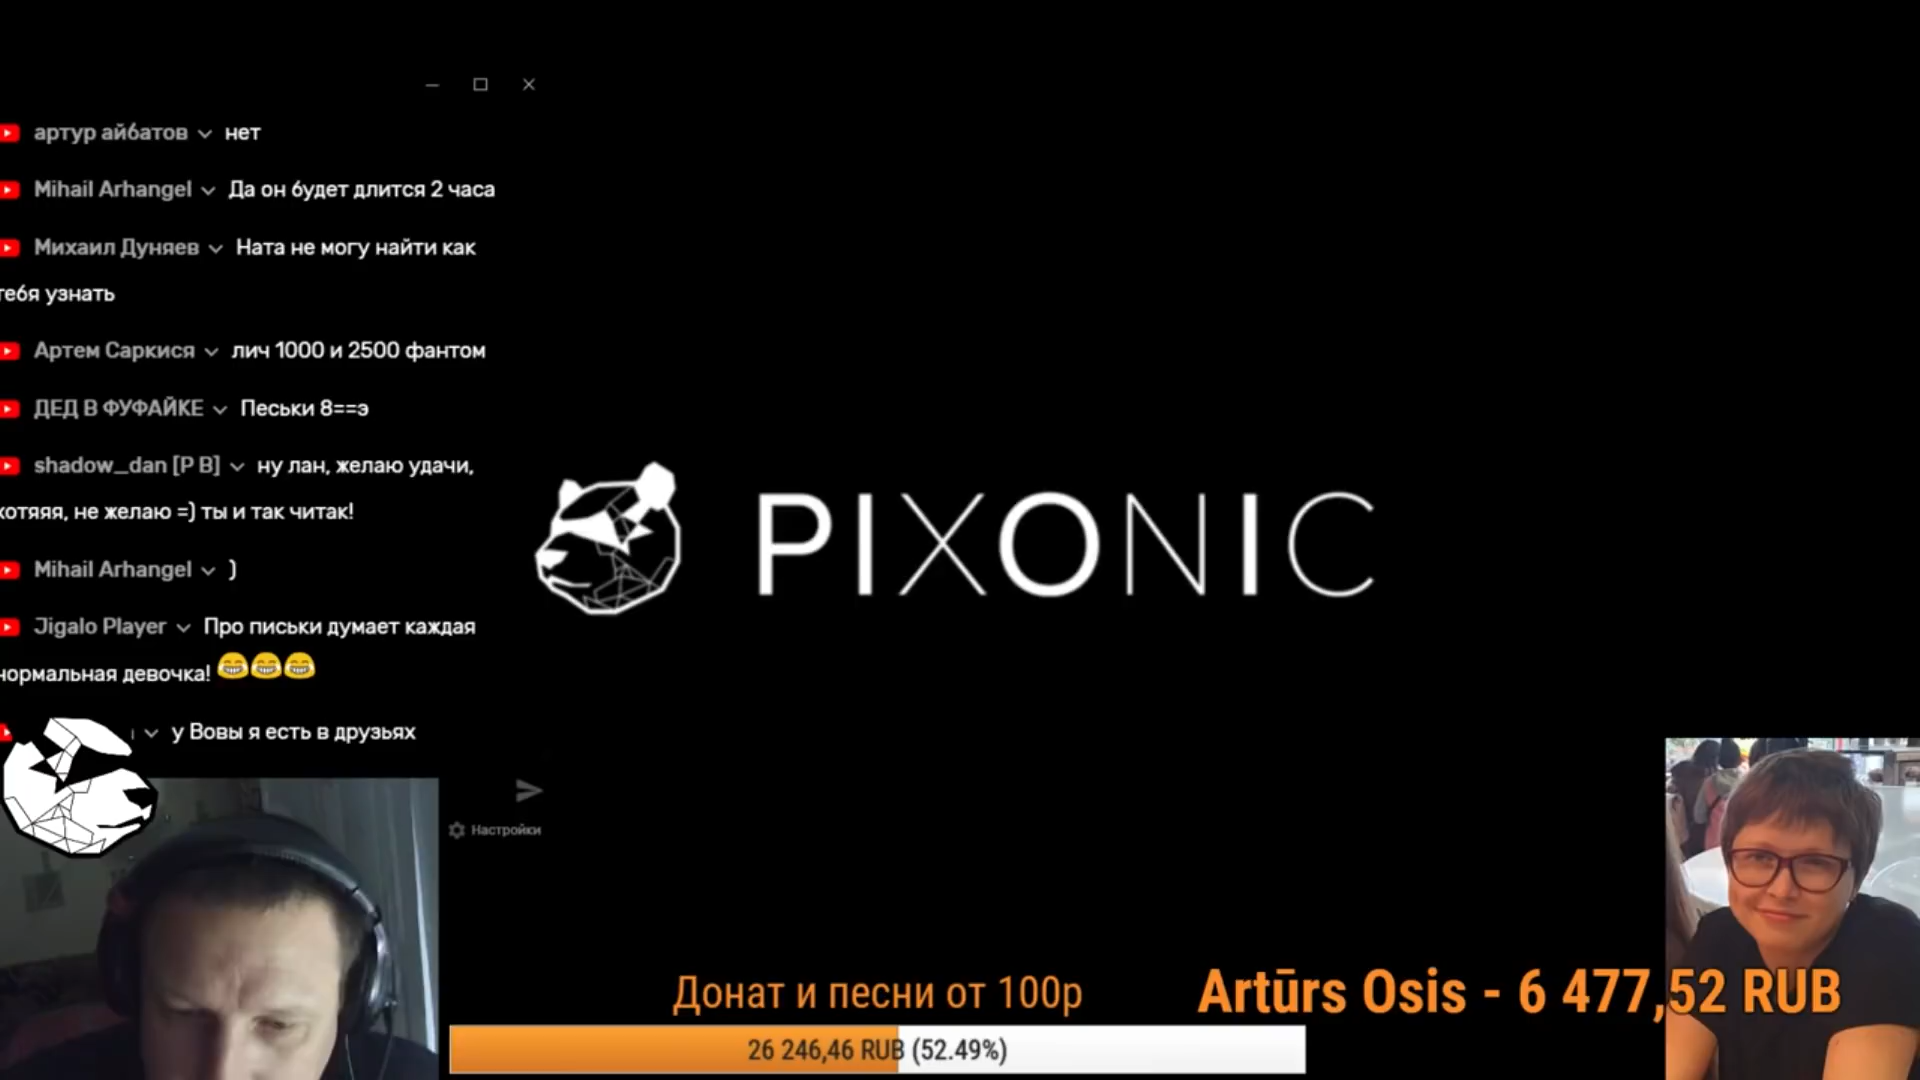 артур айбатов нет
Mihail Arhangel Да он будет длится 2 часа
Михаил Дуняев Ната не могу найти как
тебя узнать
Артем Саркися лич 1000 и 2500 фантом
ДЕД В ФУФАЙКЕ Песьки 8==э
shadow_dan [P B] ну лан, желаю удачи,
хотяяя, не желаю =) ты и так читак!
Mihail Arhangel )
Jigalo Player Про письки думает каждая
нормальная девочка! 😂😂😂
у Вовы я есть в друзьях
PIXONIC
Настройки
Донат и песни от 100р
Artūrs Osis - 6 477,52 RUB
26 246,46 RUB (52.49%)